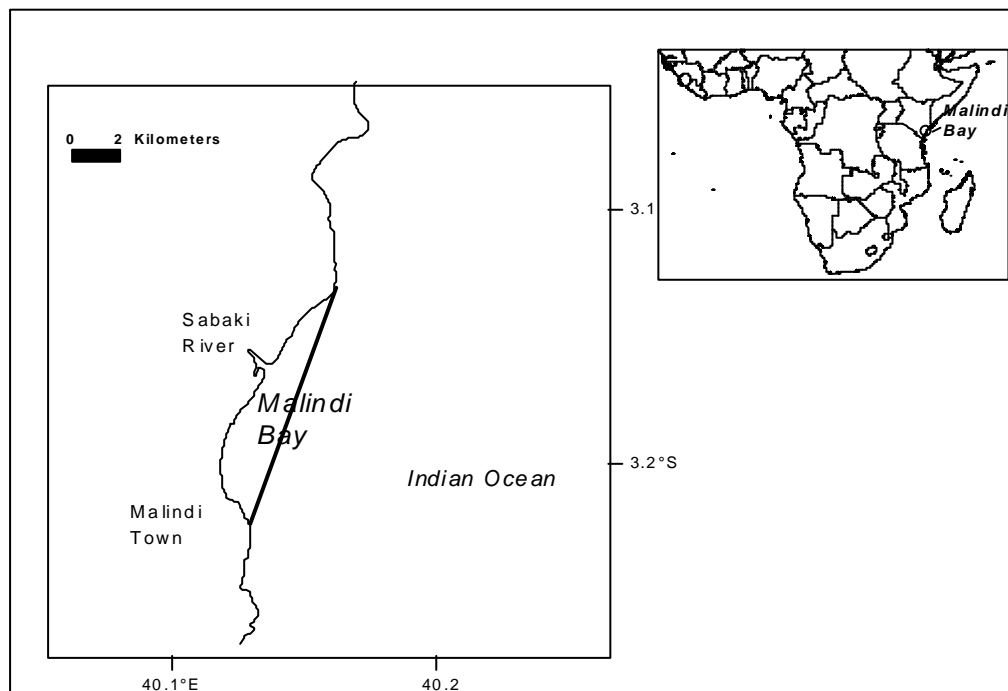 0 2 Kilometers
Malindi
Bay
3.1
Sabaki
River
Malindi
Bay
3.2°S
Indian Ocean
Malindi
Town
40.1°E
40.2